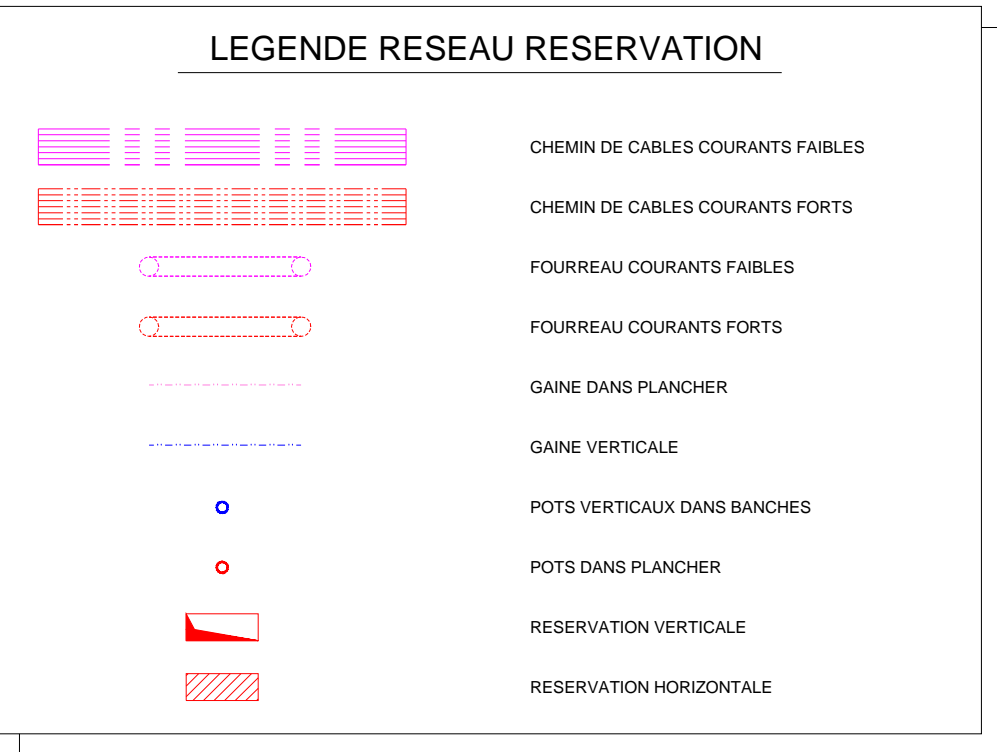 LEGENDE RESEAU RESERVATION
CHEMIN DE CABLES COURANTS FAIBLES
CHEMIN DE CABLES COURANTS FORTS
FOURREAU COURANTS FAIBLES
FOURREAU COURANTS FORTS
GAINE DANS PLANCHER
GAINE VERTICALE
POTS VERTICAUX DANS BANCHES
POTS DANS PLANCHER
RESERVATION VERTICALE
RESERVATION HORIZONTALE